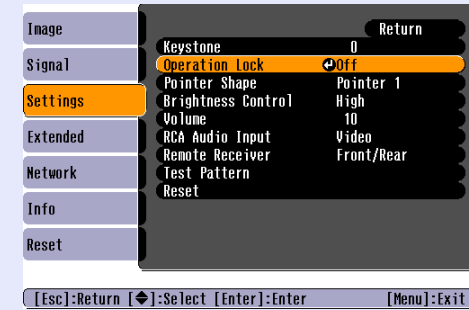 Image
Signal
Settings
Extended
Network
Info
Reset
Return
Keystone 0
Operation Lock Off
Pointer Shape Pointer 1
Brightness Control High
Volume 10
RCA Audio Input Video
Remote Receiver Front/Rear
Test Pattern
Reset
[Esc]:Return [◆]:Select [Enter]:Enter [Menu]:Exit